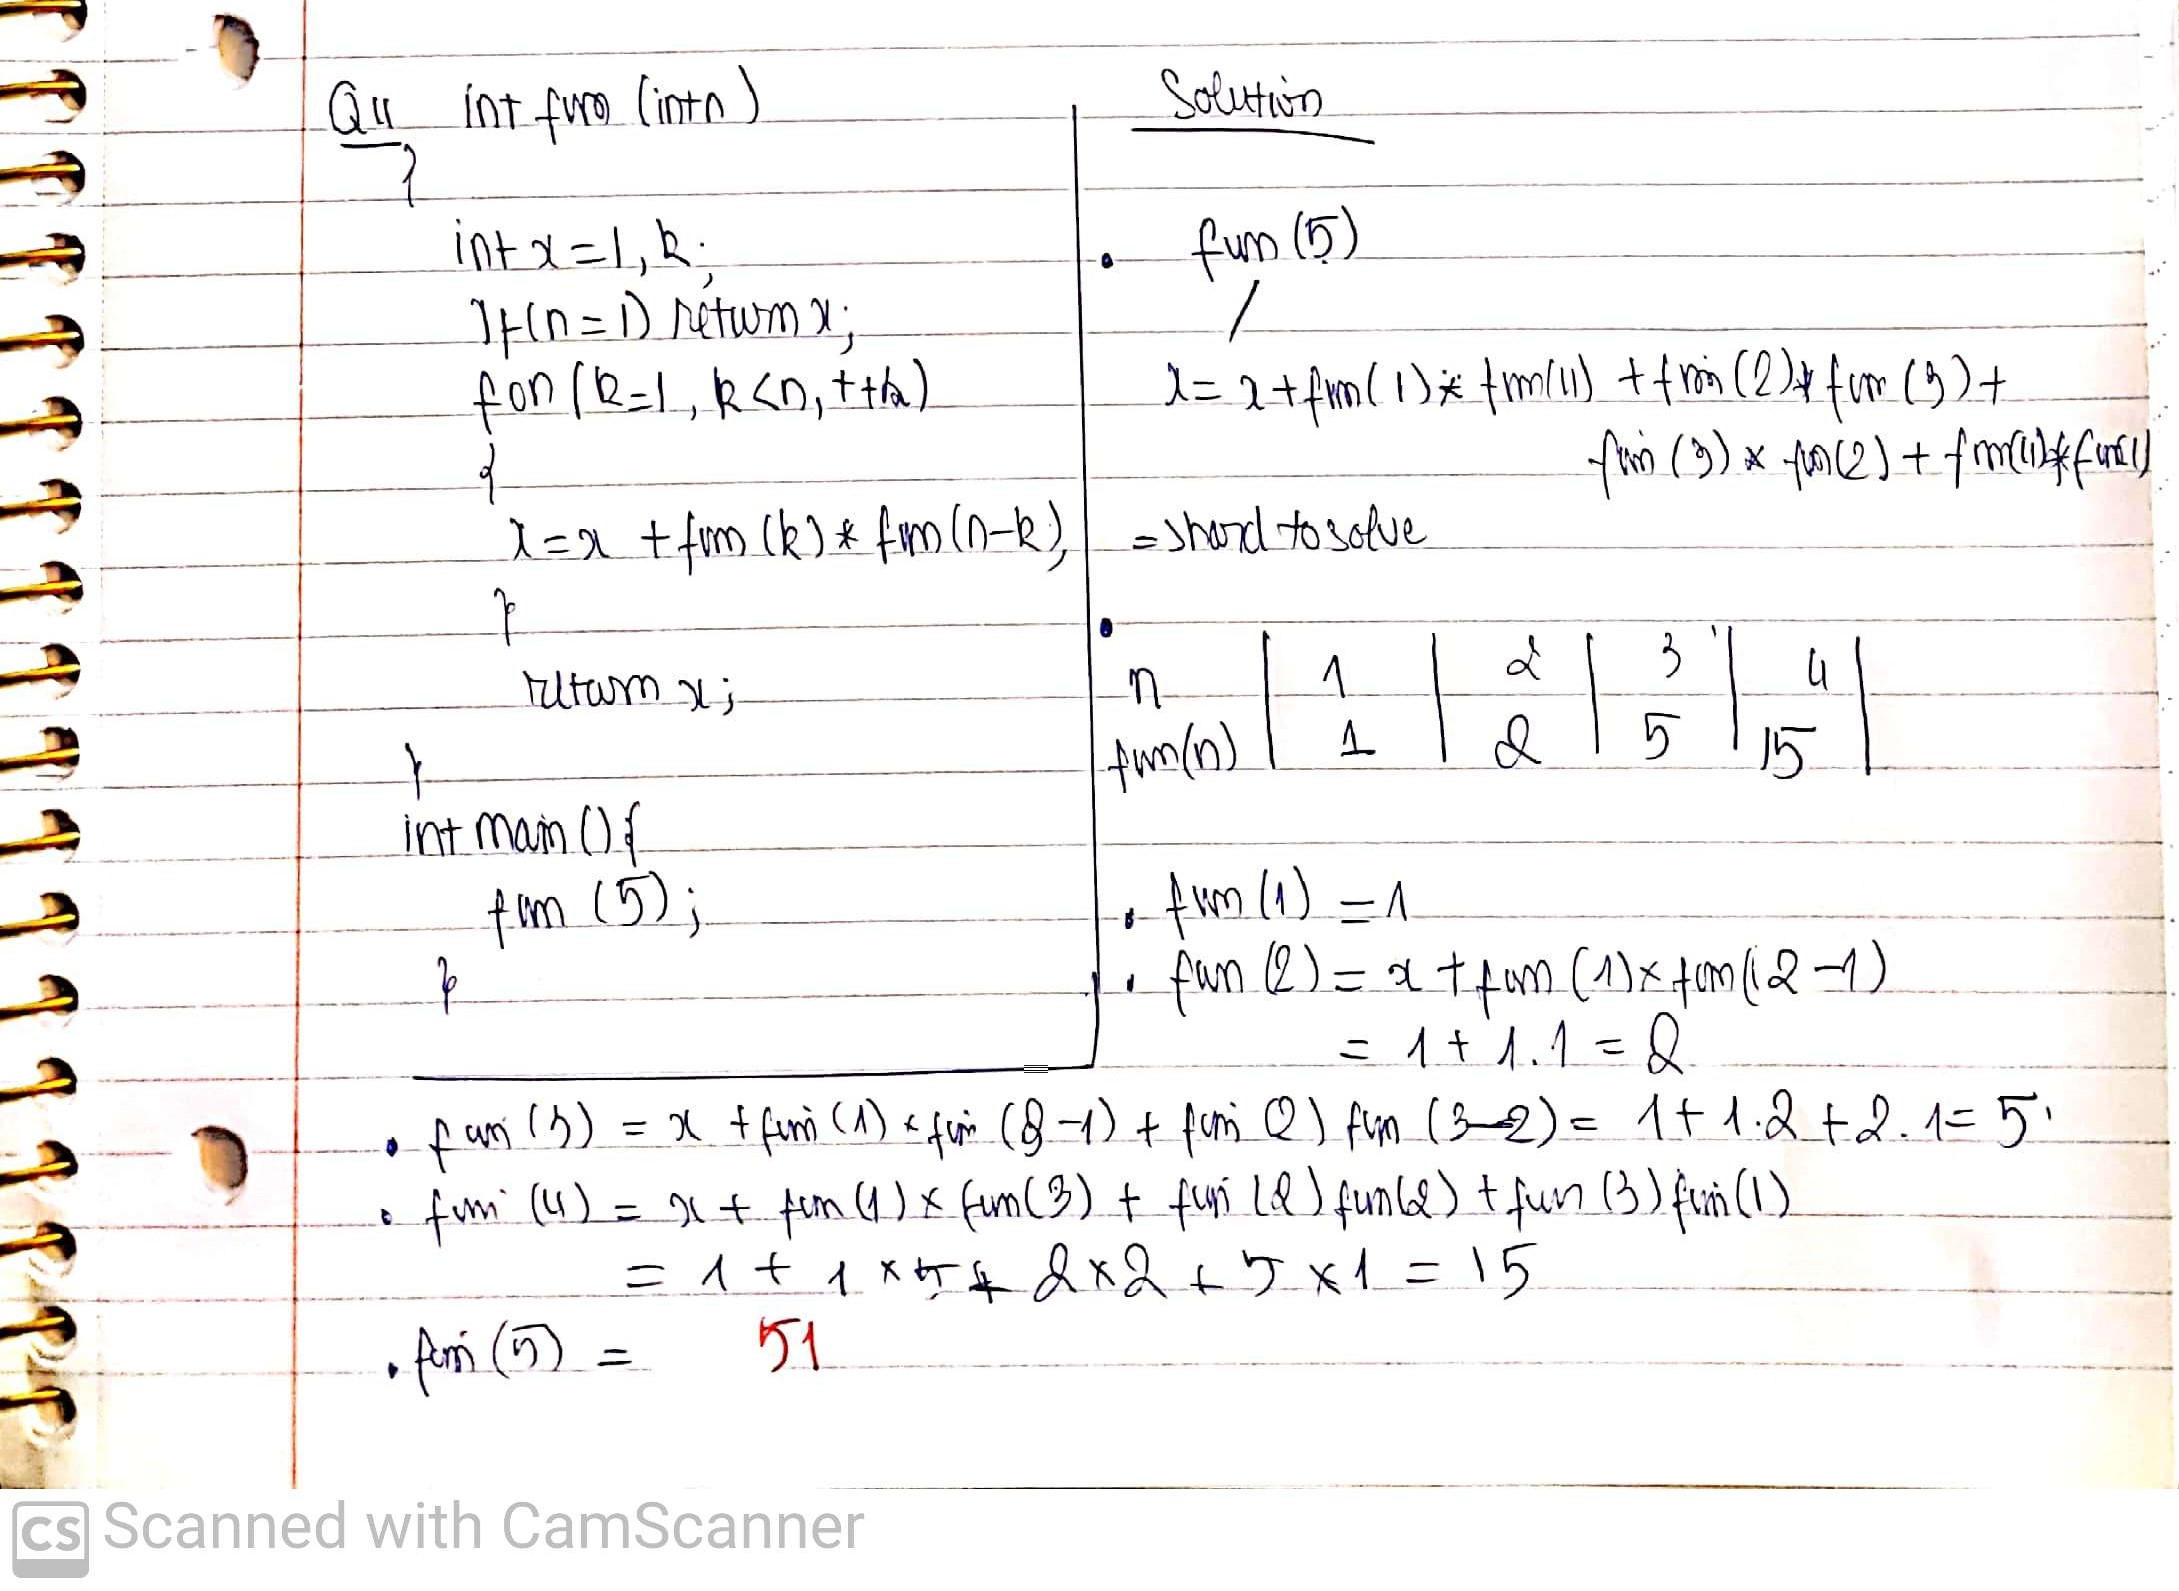 Q4 int fun (int n)
{
int x=1, k;
If(n=1) return x;
for (k=1, k<n, ++k)
{
x=x + fun (k) * fun (n-k);
}
return x;
}
int main () {
fun (5);
}
Solution
• fun (5)
/
x= x+fun(1)* fun(4) + fun (2)* fun (3)+
fun (3) * fun(2) + fun(4)*fun(1)
= hard to solve
•
n | 1 | 2 | 3 | 4 |
fun(n) | 1 | 2 | 5 | 15 |
• fun (1) =1
• fun (2) = x + fun (1)× fun(2-1)
= 1+ 1.1 = 2
• fun (3) = x + fun (1) * fun (3-1) + fun (2) fun (3-2) = 1+ 1.2 +2.1= 5
• fun (4) = x + fun (1) × fun(3) + fun (2) fun(2) + fun (3) fun(1)
= 1 + 1 × 5 + 2×2 + 5 ×1 = 15
• fun (5) = 51
CS Scanned with CamScanner